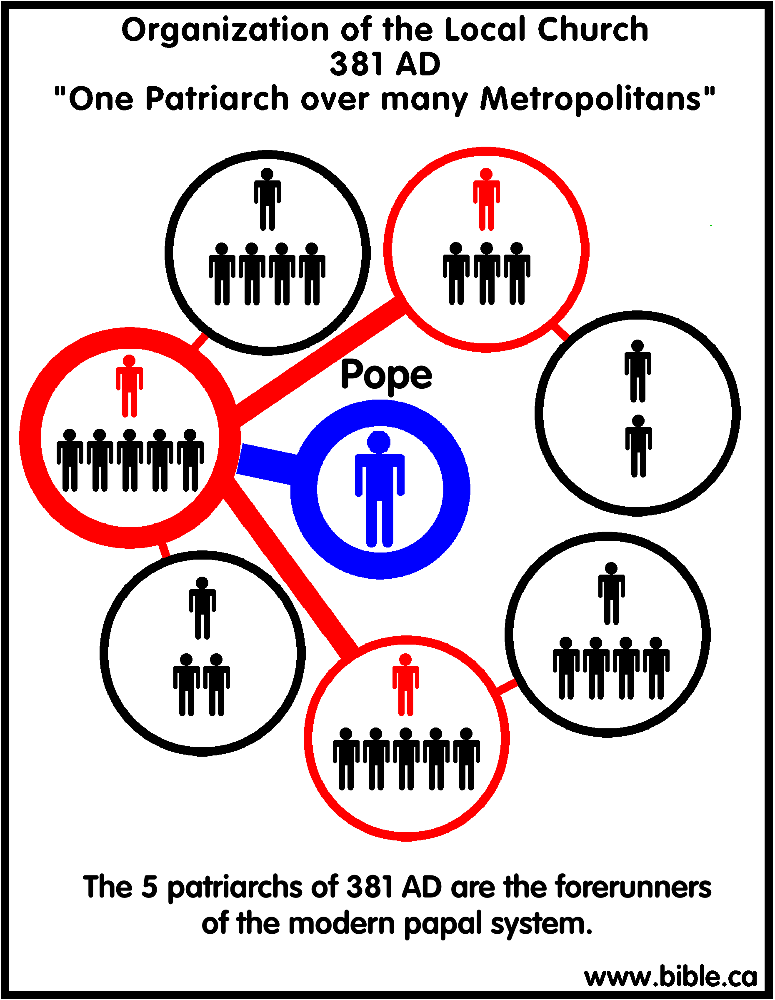 Organization of the Local Church
381 AD
"One Patriarch over many Metropolitans"
Pope
The 5 patriarchs of 381 AD are the forerunners
of the modern papal system.
www.bible.ca